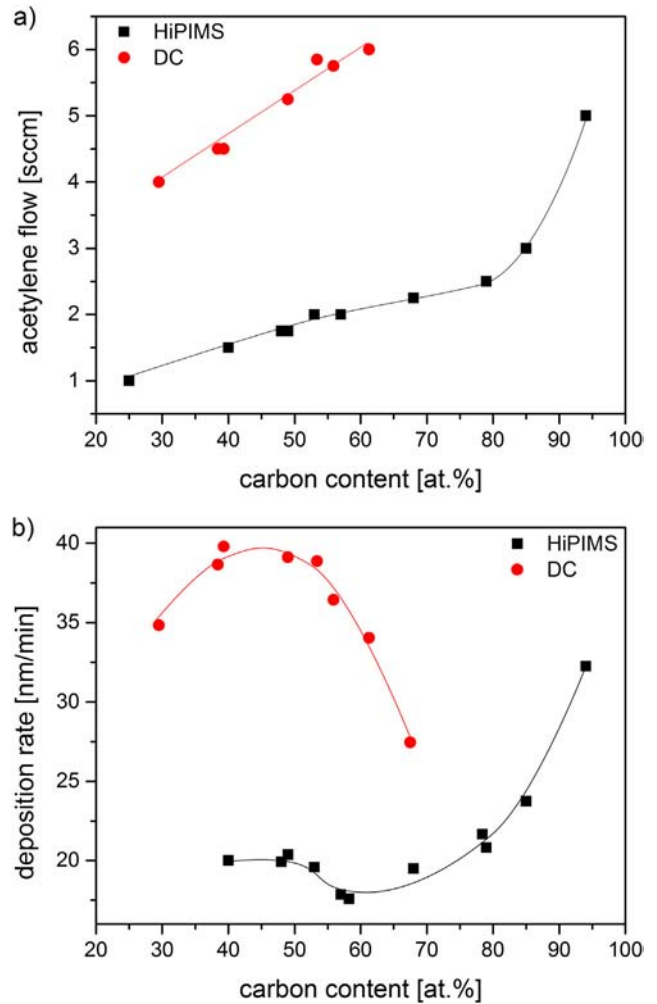 a)
HiPIMS
DC
6
5
4
3
2
1
acetylene flow [sccm]
20 30 40 50 60 70 80 90 100
carbon content [at.%]
b)
HiPIMS
DC
40
35
30
25
20
deposition rate [nm/min]
20 30 40 50 60 70 80 90 100
carbon content [at.%]